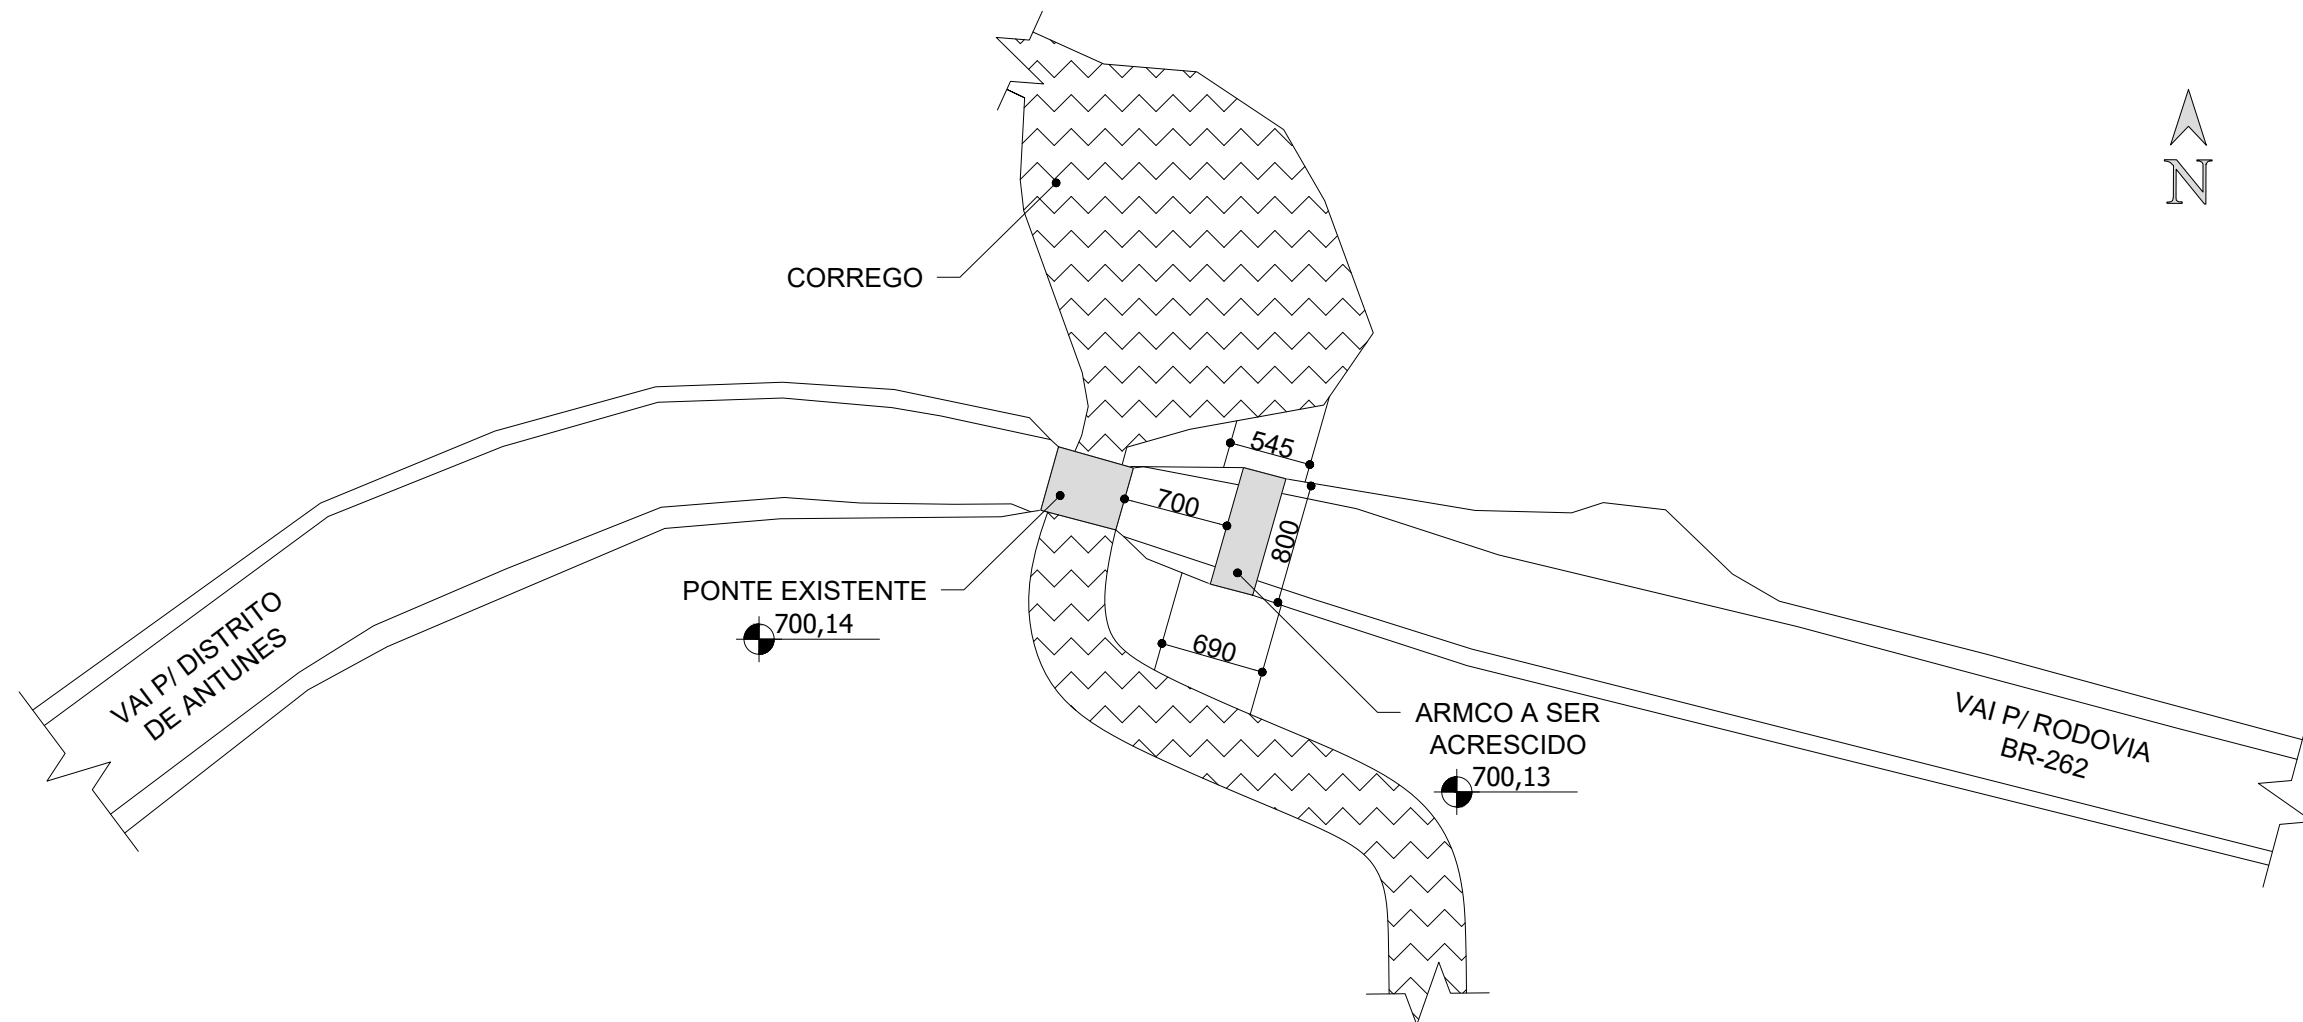 N
CORREGO
545
700
800
PONTE EXISTENTE
700,14
VAI P/ DISTRITO
DE ANTUNES
690
ARMCO A SER
ACRESCIDO
700,13
VAI P/ RODOVIA
BR-262